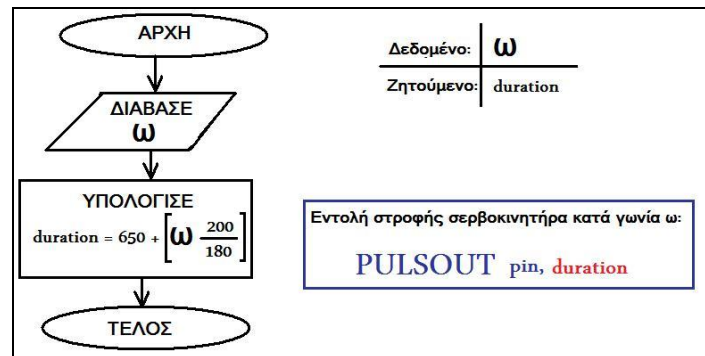 ΑΡΧΗ
ΔΙΑΒΑΣΕ
ω
ΥΠΟΛΟΓΙΣΕ
duration = 650 + [ω 200/180]
ΤΕΛΟΣ
Δεδομένο: ω
Ζητούμενο: duration
Εντολή στροφής σερβοκινητήρα κατά γωνία ω:
PULSOUT pin, duration